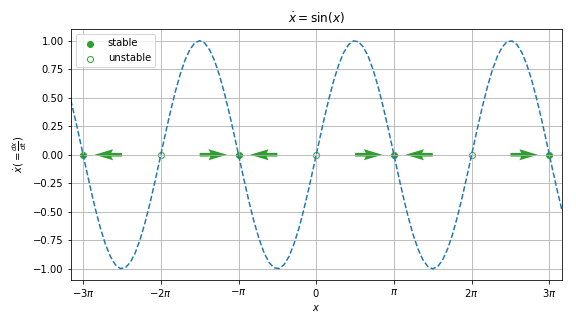 ẋ = sin(x)
stable
unstable
1.00
0.75
0.50
0.25
0.00
−0.25
−0.50
−0.75
−1.00
ẋ(= dx/dt)
−3π
−2π
−π
0
π
2π
3π
x